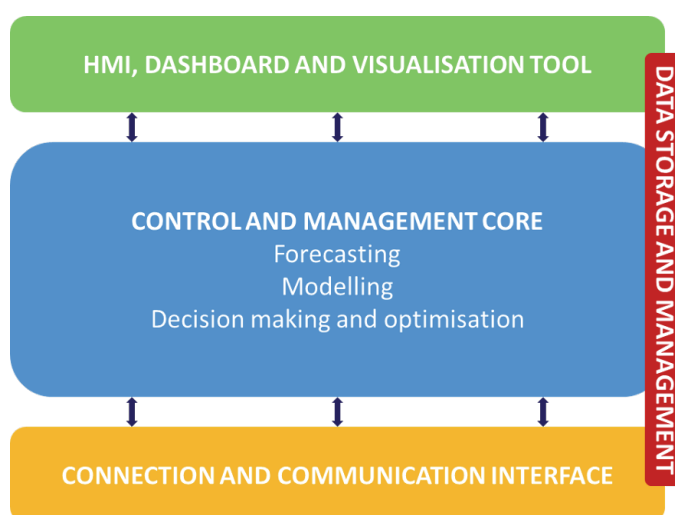 HMI, DASHBOARD AND VISUALISATION TOOL
CONTROL AND MANAGEMENT CORE
Forecasting
Modelling
Decision making and optimisation
CONNECTION AND COMMUNICATION INTERFACE
DATA STORAGE AND MANAGEMENT